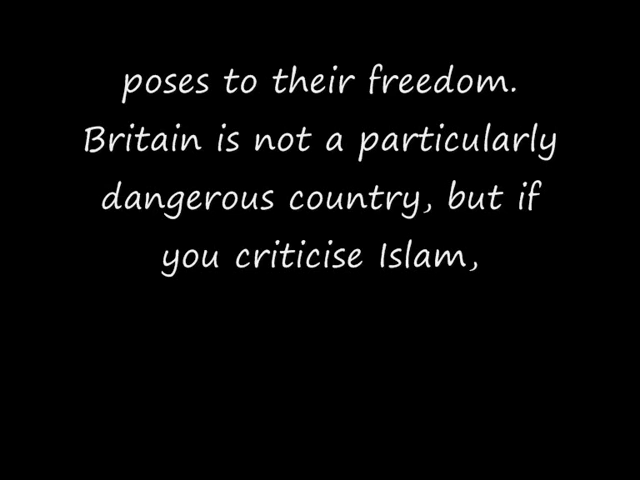 poses to their freedom.
Britain is not a particularly
dangerous country, but if
you criticise Islam,